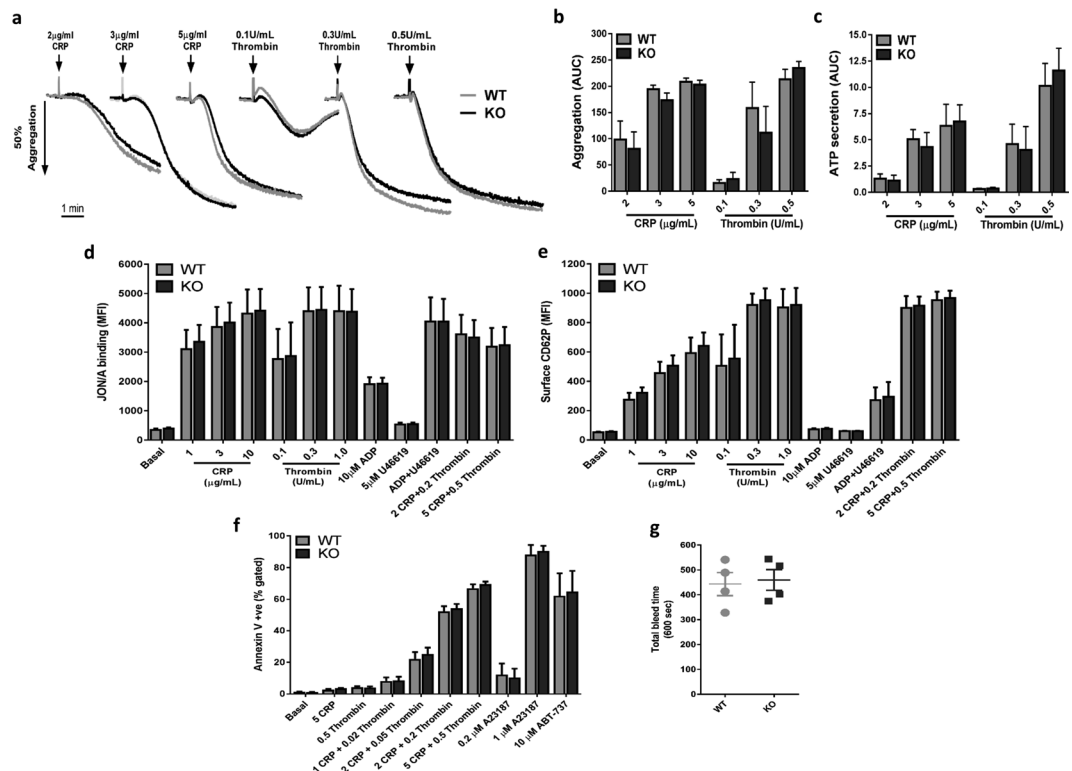 a
2μg/ml
CRP
3μg/ml
CRP
5μg/ml
CRP
0.1U/mL
Thrombin
0.3U/mL
Thrombin
0.5U/mL
Thrombin
WT
KO
50%
Aggregation
1 min
b
WT
KO
Aggregation (AUC)
250
200
150
100
50
0
2
3
5
0.1
0.3
0.5
CRP (μg/mL)
Thrombin (U/mL)
c
WT
KO
ATP secretion (AUC)
15.0
12.5
10.0
7.5
5.0
2.5
0.0
2
3
5
0.1
0.3
0.5
CRP (μg/mL)
Thrombin (U/mL)
d
WT
KO
JON/A binding (MFI)
6000
5000
4000
3000
2000
1000
0
Basal
1
3
10
0.1
0.3
1.0
10μM ADP
5μM U46619
ADP+U46619
2 CRP+0.2 Thrombin
5 CRP+0.5 Thrombin
CRP
(μg/mL)
Thrombin
(U/mL)
e
WT
KO
Surface CD62P (MFI)
1200
1000
800
600
400
200
0
Basal
1
3
10
0.1
0.3
1.0
10μM ADP
5μM U46619
ADP+U46619
2 CRP+0.2 Thrombin
5 CRP+0.5 Thrombin
CRP
(μg/mL)
Thrombin
(U/mL)
f
WT
KO
Annexin V +ve (% gated)
100
80
60
40
20
0
Basal
5 CRP
0.5 Thrombin
1 CRP + 0.02 Thrombin
2 CRP + 0.05 Thrombin
2 CRP + 0.2 Thrombin
5 CRP + 0.5 Thrombin
0.2 μM A23187
1 μM A23187
10 μM ABT-737
g
Total bleed time
(600 sec)
600
500
400
300
200
100
0
WT
KO